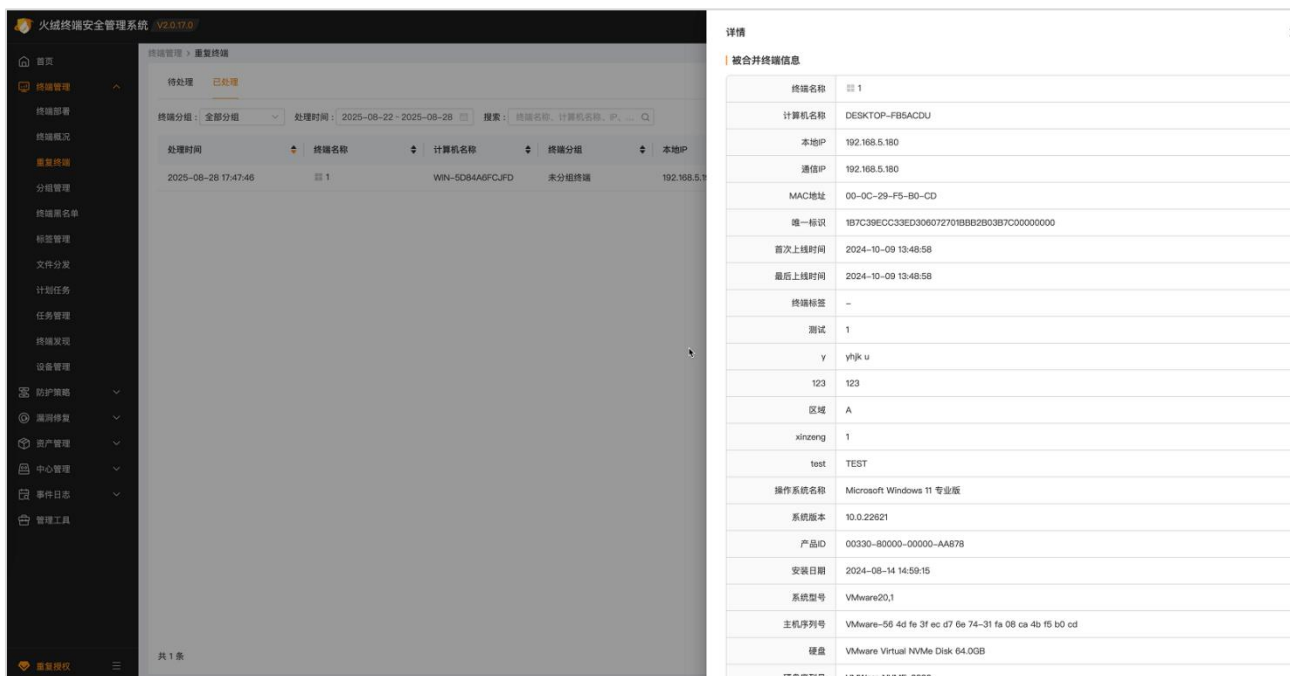 火绒终端安全管理系统 V2.0.17.0
首页
终端管理
终端部署
终端概况
重复终端
分组管理
终端黑名单
标签管理
文件分发
计划任务
任务管理
终端发现
设备管理
防护策略
漏洞修复
资产管理
中心管理
事件日志
管理工具
重复授权
终端管理 › 重复终端
待处理 已处理
终端分组: 全部分组 处理时间: 2025-08-22 - 2025-08-28 搜索: 终端名称、计算机名称、IP、...
处理时间 终端名称 计算机名称 终端分组 本地IP
2025-08-28 17:47:46 1 WIN-5D84A6FCJFD 未分组终端 192.168.5.1
共 1 条
详情
被合并终端信息
终端名称 1
计算机名称 DESKTOP-FB5ACDU
本地IP 192.168.5.180
通信IP 192.168.5.180
MAC地址 00-0C-29-F5-B0-CD
唯一标识 1B7C39ECC33ED306072701BBB2B03B7C00000000
首次上线时间 2024-10-09 13:48:58
最后上线时间 2024-10-09 13:48:58
终端标签 -
测试 1
y yhjk u
123 123
区域 A
xinzeng 1
test TEST
操作系统名称 Microsoft Windows 11 专业版
系统版本 10.0.22621
产品ID 00330-80000-00000-AA878
安装日期 2024-08-14 14:59:15
系统型号 VMware20,1
主机序列号 VMware-56 4d fe 3f ec d7 6e 74-31 fa 08 ca 4b f5 b0 cd
硬盘 VMware Virtual NVMe Disk 64.0GB